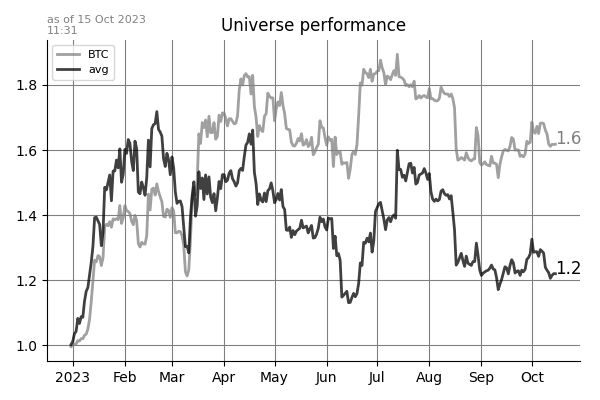 as of 15 Oct 2023
11:31
Universe performance
BTC
avg
1.8
1.6
1.4
1.2
1.0
1.6
1.2
2023 Feb Mar Apr May Jun Jul Aug Sep Oct